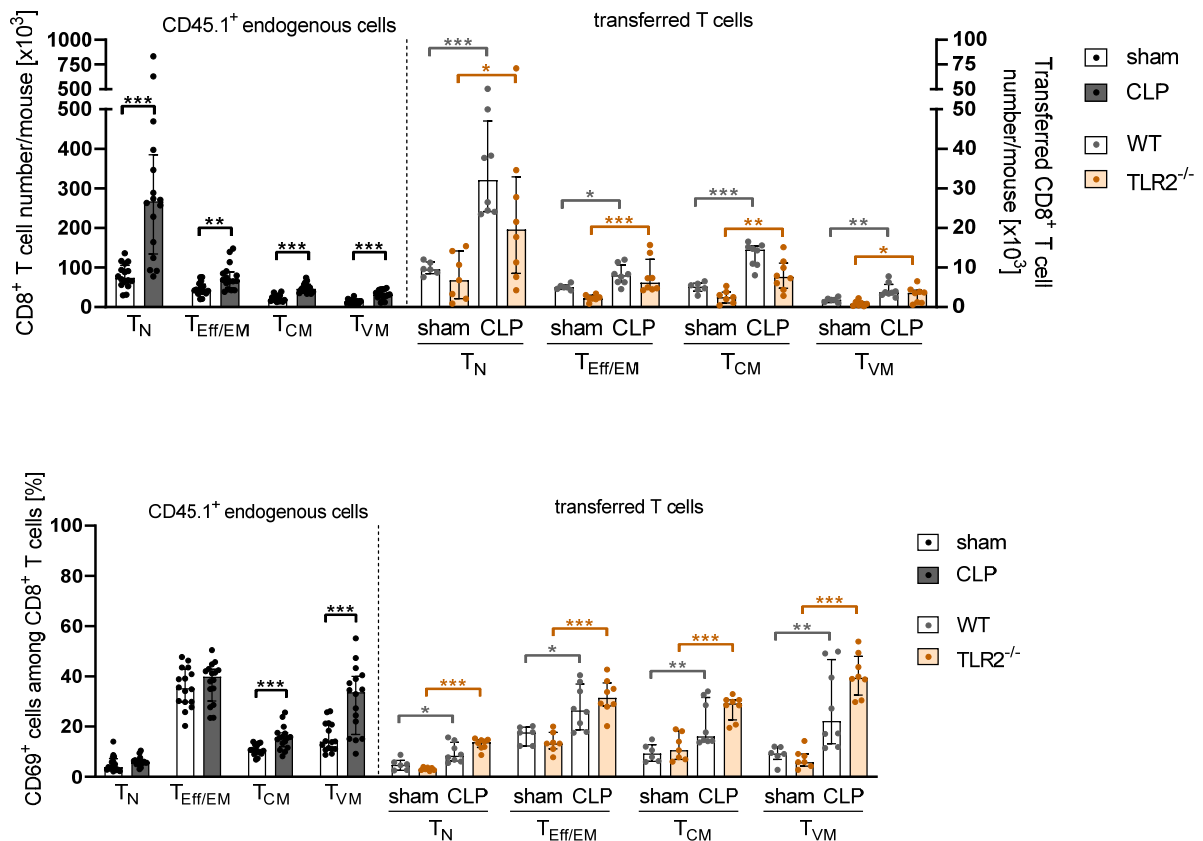 CD45.1+ endogenous cells
transferred T cells
CD8+ T cell number/mouse [x10³]
1000
750
500
500
400
300
200
100
0
***
**
***
***
***
*
*
***
***
**
**
*
100
75
50
50
40
30
20
10
0
Transferred CD8+ T cell
number/mouse [x10³]
sham
CLP
WT
TLR2-/-
TN
TEff/EM
TCM
TVM
sham CLP
sham CLP
sham CLP
sham CLP
TN
TEff/EM
TCM
TVM
CD45.1+ endogenous cells
transferred T cells
CD69+ cells among CD8+ T cells [%]
100
80
60
40
20
0
***
***
*
***
*
***
**
***
**
***
sham
CLP
WT
TLR2-/-
TN
TEff/EM
TCM
TVM
sham CLP
sham CLP
sham CLP
sham CLP
TN
TEff/EM
TCM
TVM